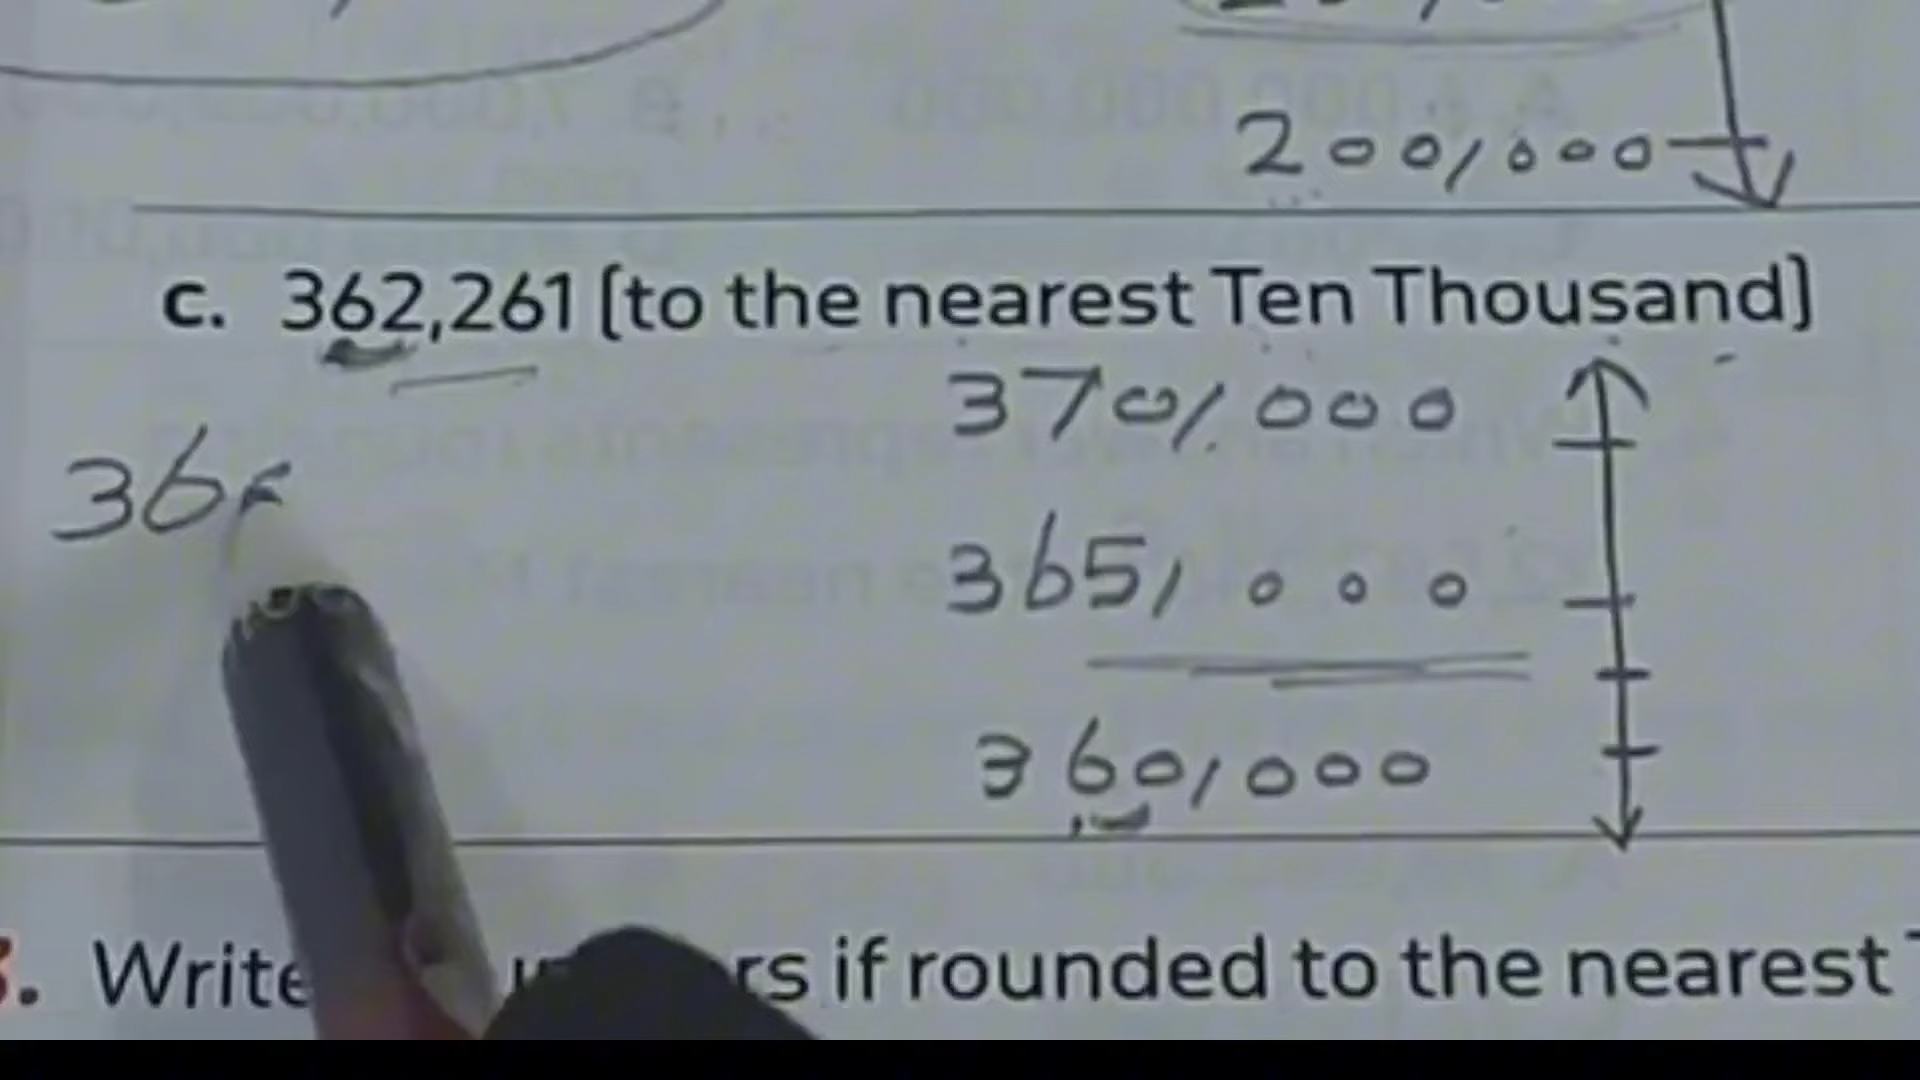 200,000
c. 362,261 (to the nearest Ten Thousand)
370,000
36
365,000
360,000
. Write if rounded to the nearest